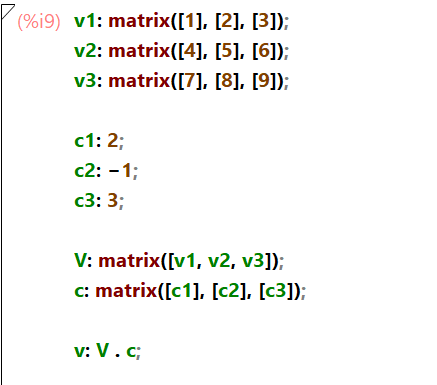 (%i9) v1: matrix([1], [2], [3]);
v2: matrix([4], [5], [6]);
v3: matrix([7], [8], [9]);
c1: 2;
c2: −1;
c3: 3;
V: matrix([v1, v2, v3]);
c: matrix([c1], [c2], [c3]);
v: V . c;